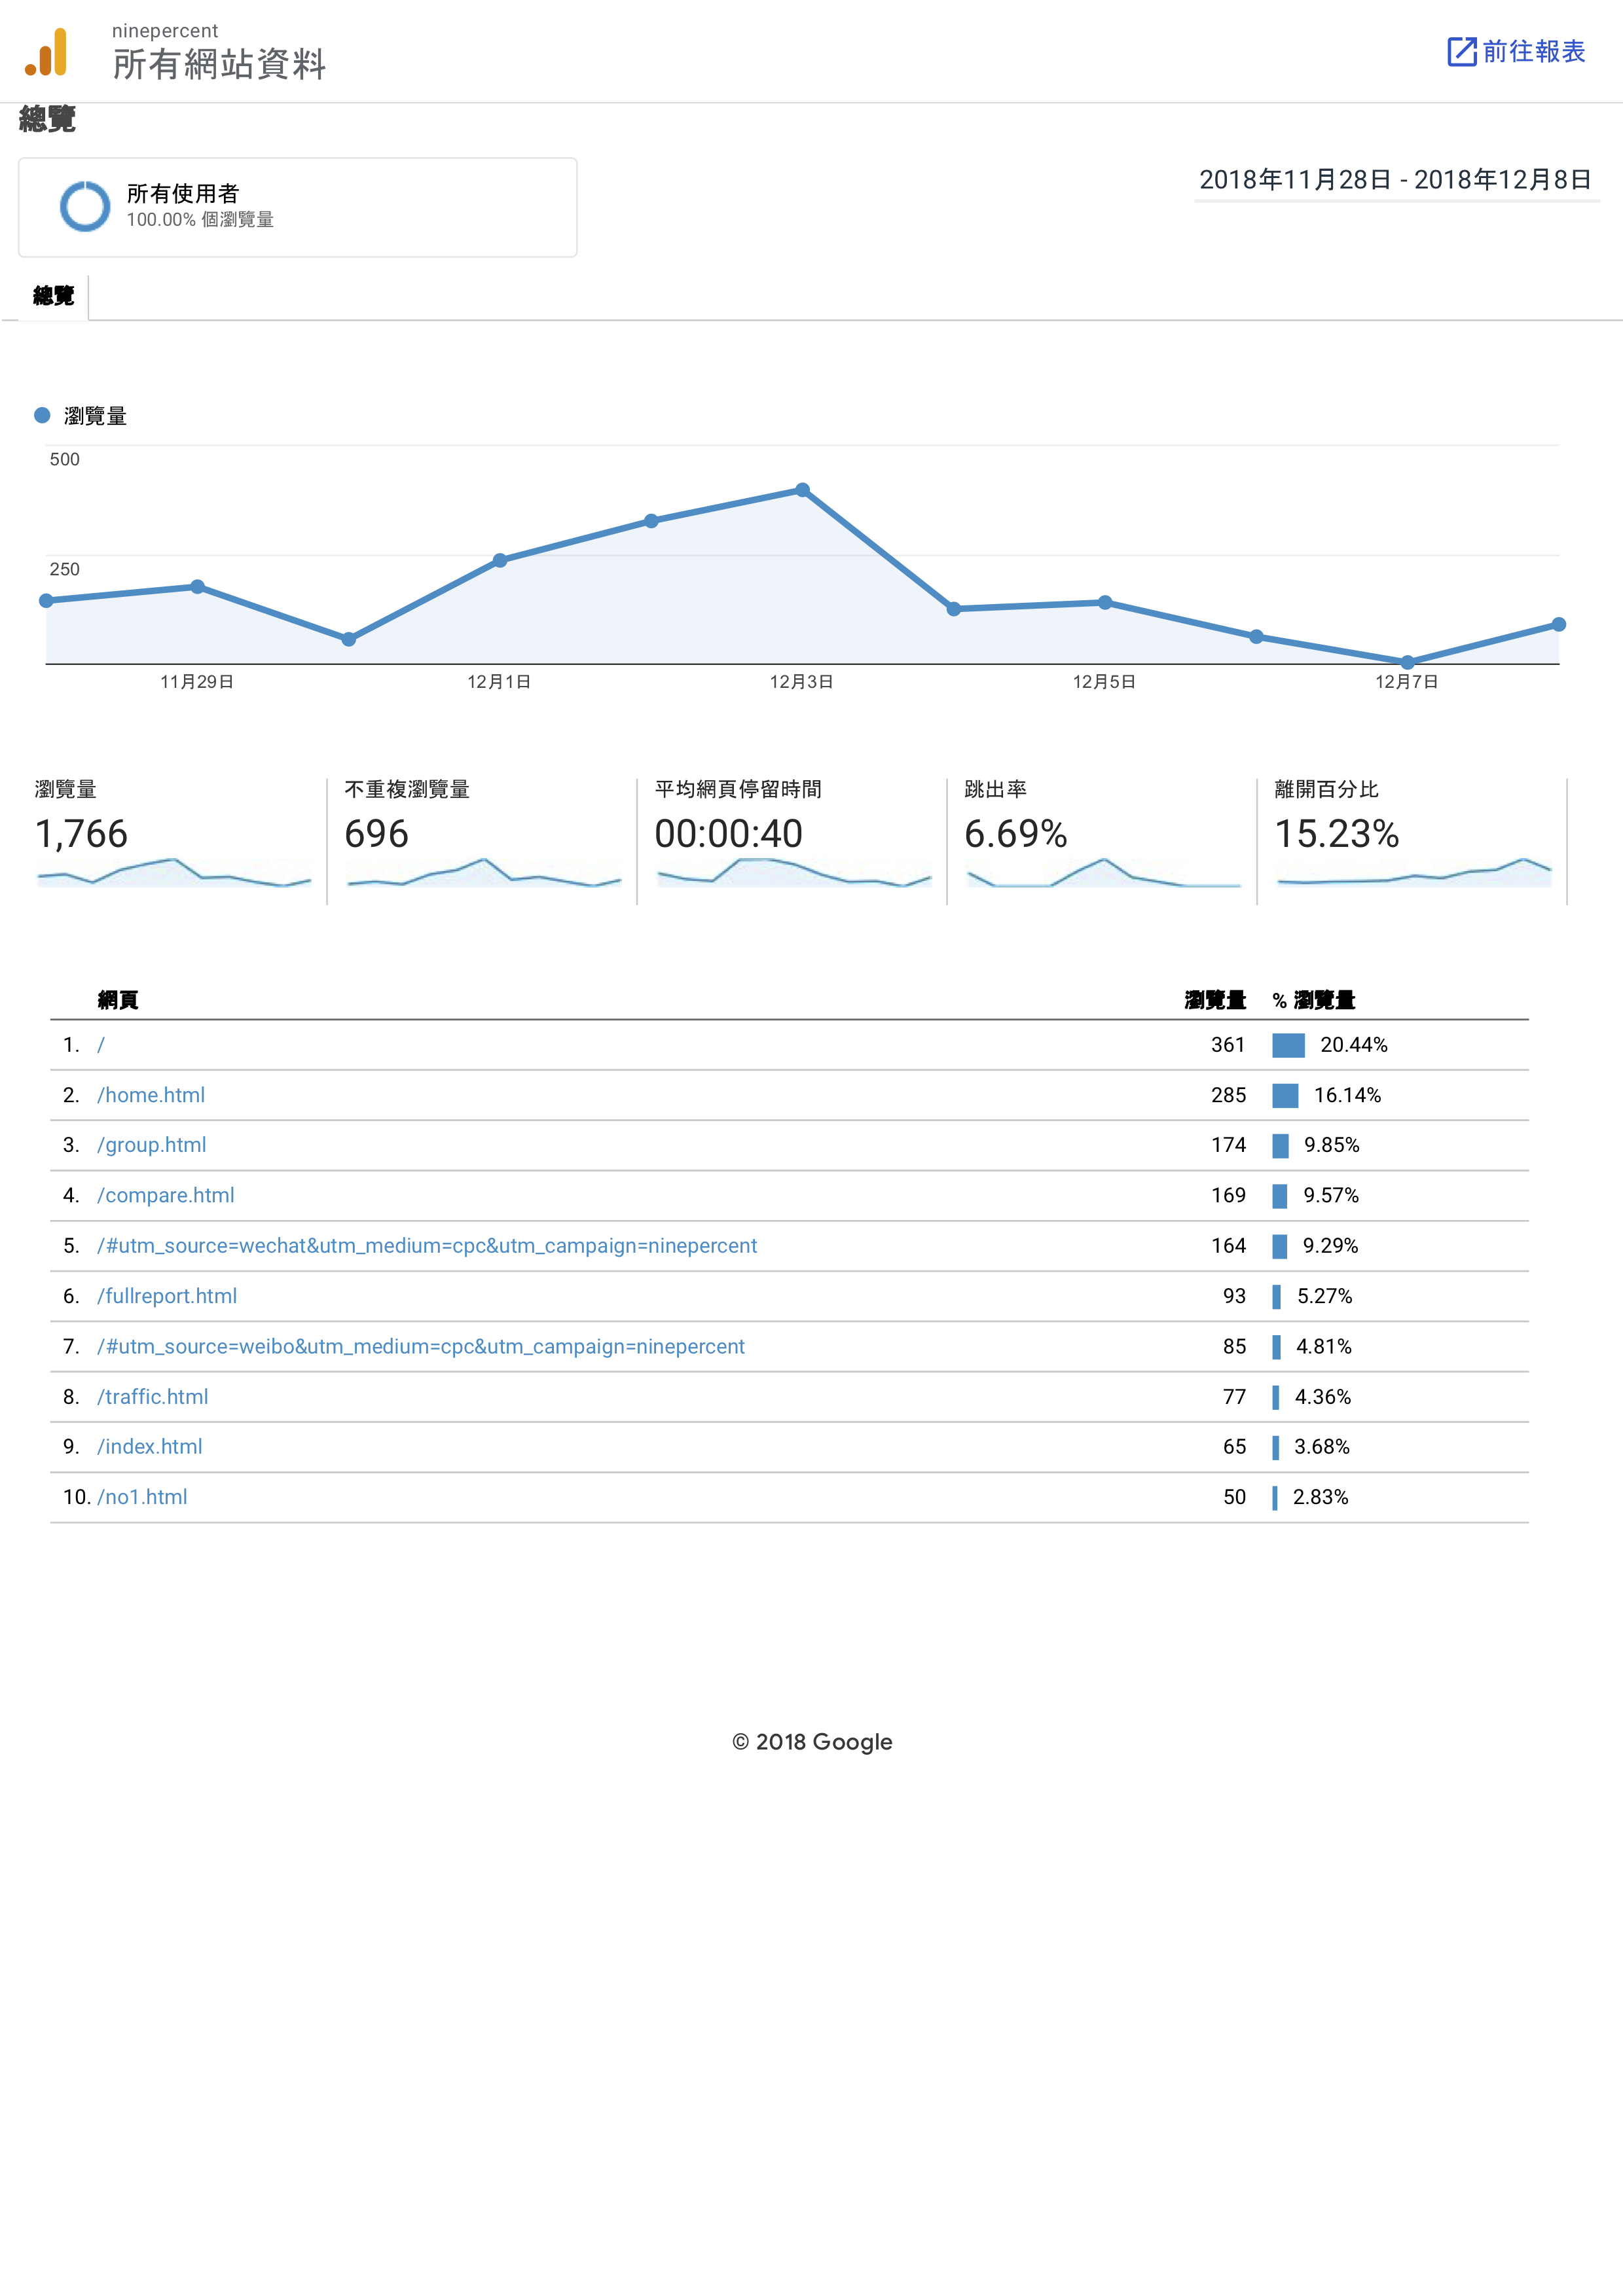 ninepercent
所有網站資料
前往報表
總覽
所有使用者
100.00% 個瀏覽量
2018年11月28日 - 2018年12月8日
總覽
瀏覽量
500
250
11月29日 12月1日 12月3日 12月5日 12月7日
瀏覽量 不重複瀏覽量 平均網頁停留時間 跳出率 離開百分比
1,766 696 00:00:40 6.69% 15.23%
網頁 瀏覽量 % 瀏覽量
1. / 361 20.44%
2. /home.html 285 16.14%
3. /group.html 174 9.85%
4. /compare.html 169 9.57%
5. /#utm_source=wechat&utm_medium=cpc&utm_campaign=ninepercent 164 9.29%
6. /fullreport.html 93 5.27%
7. /#utm_source=weibo&utm_medium=cpc&utm_campaign=ninepercent 85 4.81%
8. /traffic.html 77 4.36%
9. /index.html 65 3.68%
10. /no1.html 50 2.83%
© 2018 Google